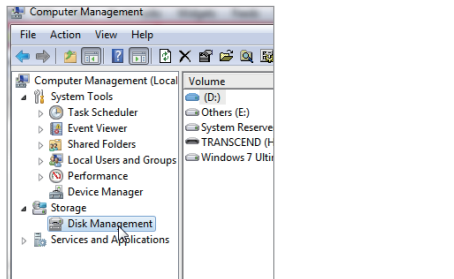 Computer Management
File Action View Help
Computer Management (Local
System Tools
Task Scheduler
Event Viewer
Shared Folders
Local Users and Groups
Performance
Device Manager
Storage
Disk Management
Services and Applications
Volume
(D:)
Others (E:)
System Reserve
TRANSCEND (H
Windows 7 Ulti